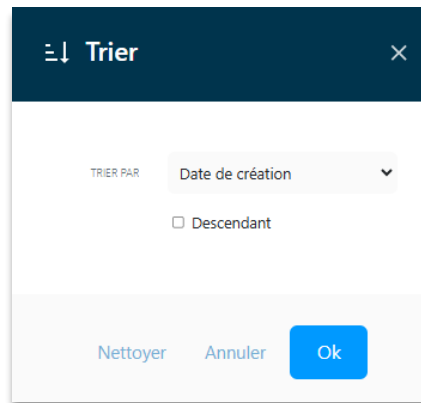 Trier
TRIER PAR Date de création
Descendant
Nettoyer Annuler Ok